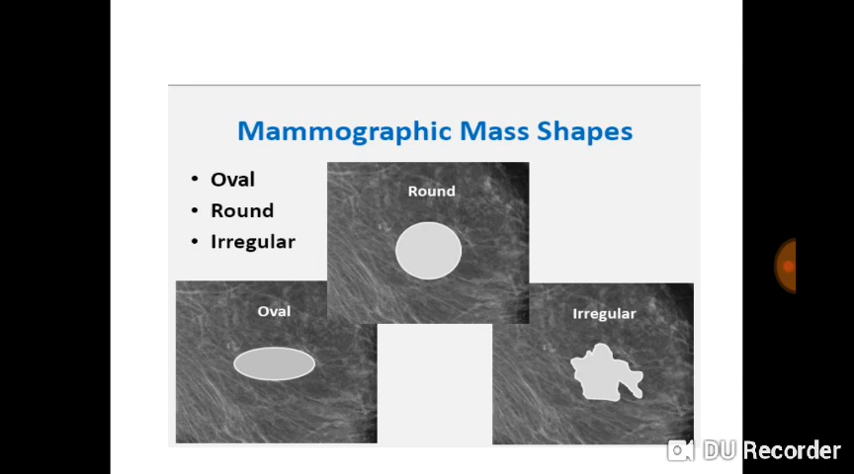 Mammographic Mass Shapes
• Oval
• Round
• Irregular
Round
Oval
Irregular
DU Recorder